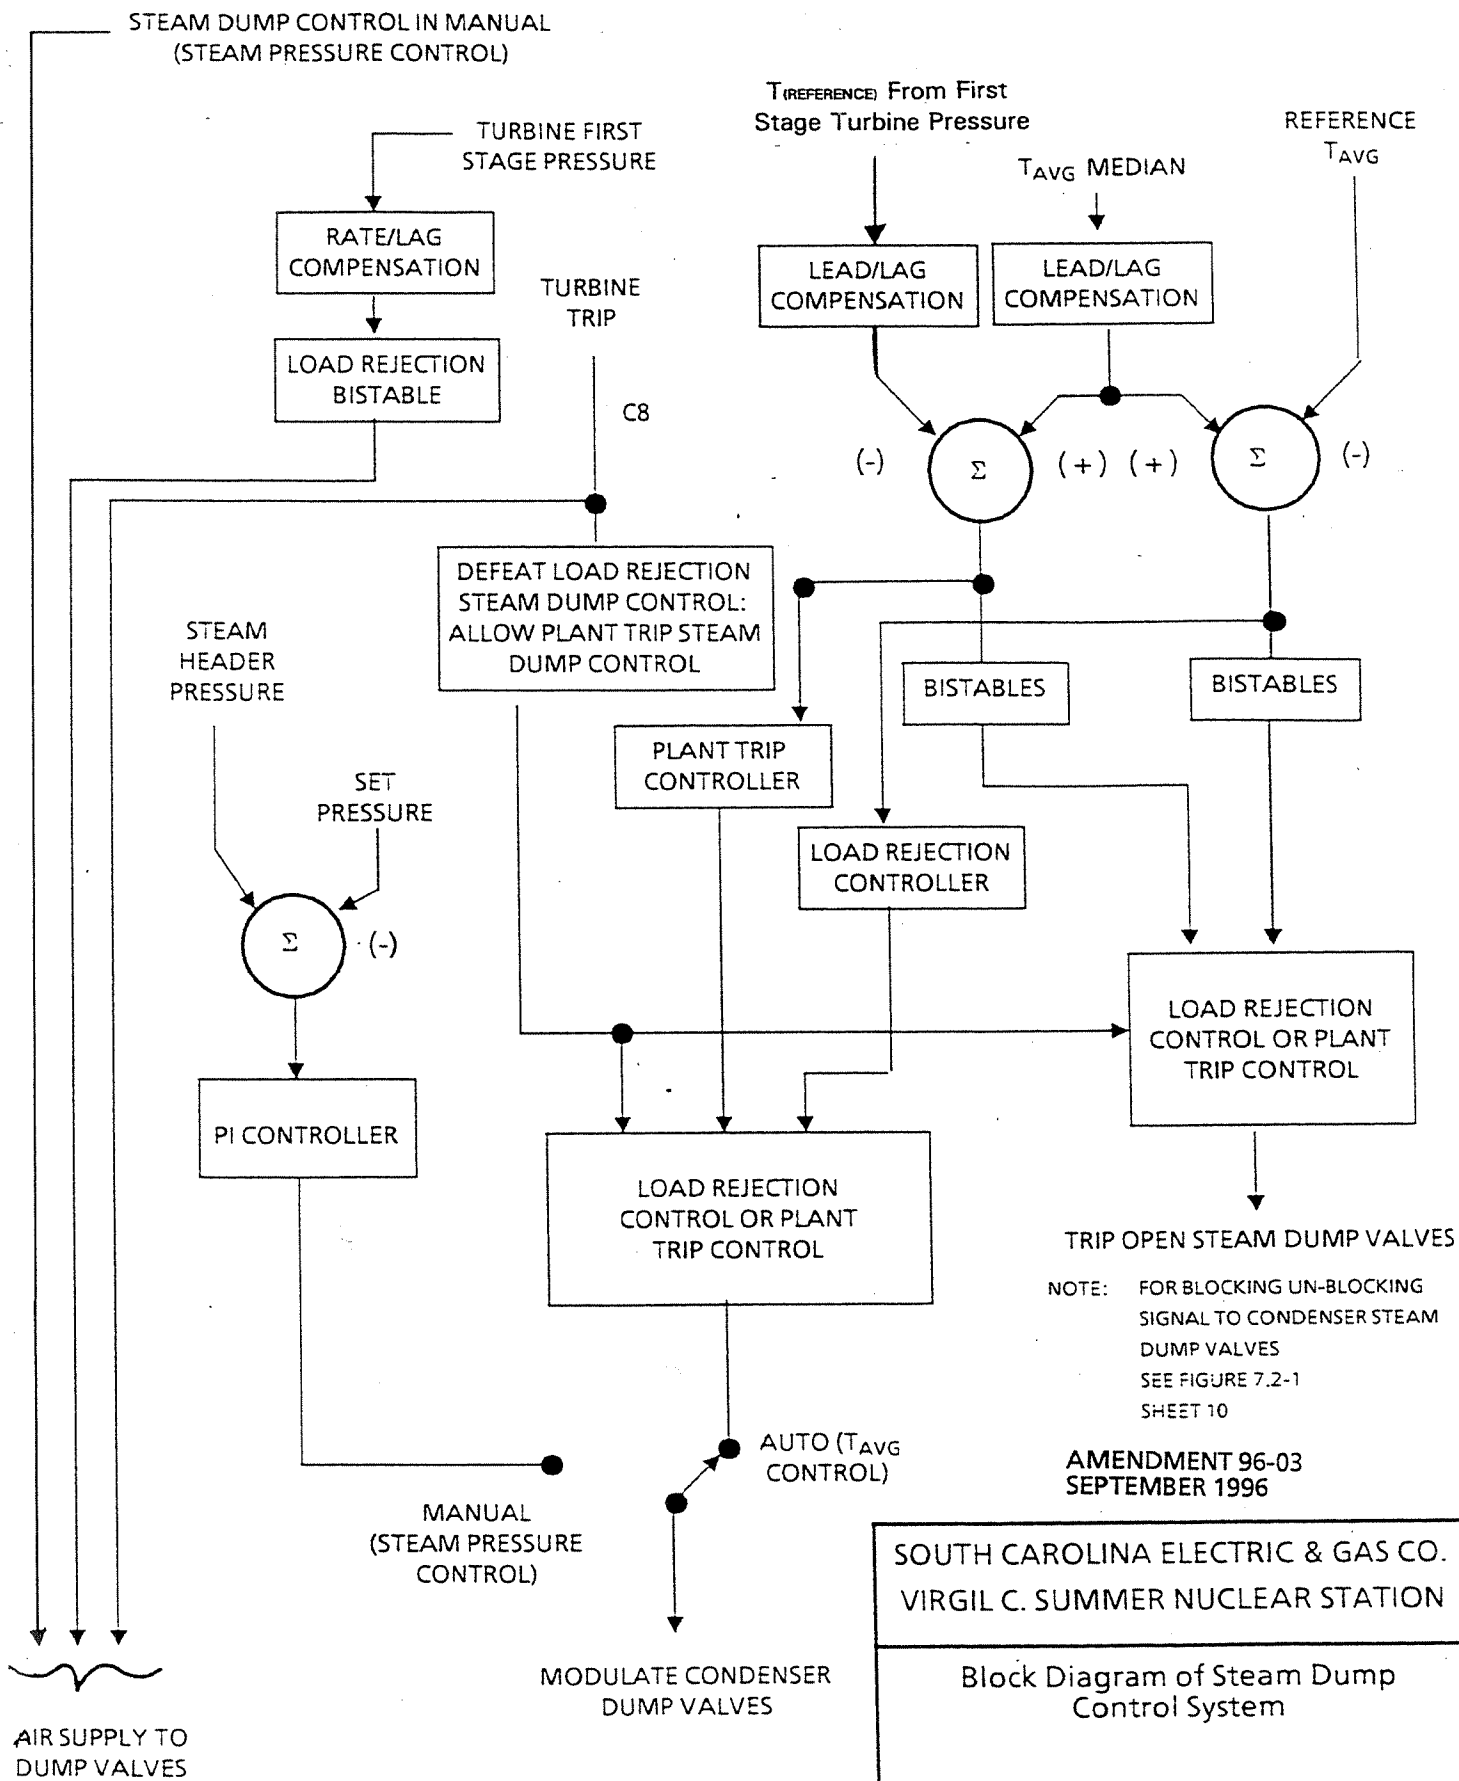 STEAM DUMP CONTROL IN MANUAL
(STEAM PRESSURE CONTROL)
T(REFERENCE) From First
Stage Turbine Pressure
REFERENCE
TAVG
TURBINE FIRST
STAGE PRESSURE
TAVG MEDIAN
RATE/LAG
COMPENSATION
LEAD/LAG
COMPENSATION
LEAD/LAG
COMPENSATION
TURBINE
TRIP
LOAD REJECTION
BISTABLE
C8
(-)
Σ
(+)
(+)
Σ
(-)
DEFEAT LOAD REJECTION
STEAM DUMP CONTROL:
ALLOW PLANT TRIP STEAM
DUMP CONTROL
STEAM
HEADER
PRESSURE
BISTABLES
BISTABLES
PLANT TRIP
CONTROLLER
SET
PRESSURE
LOAD REJECTION
CONTROLLER
Σ
(-)
LOAD REJECTION
CONTROL OR PLANT
TRIP CONTROL
PI CONTROLLER
LOAD REJECTION
CONTROL OR PLANT
TRIP CONTROL
TRIP OPEN STEAM DUMP VALVES
NOTE: FOR BLOCKING UN-BLOCKING
SIGNAL TO CONDENSER STEAM
DUMP VALVES
SEE FIGURE 7.2-1
SHEET 10
AUTO (TAVG
CONTROL)
AMENDMENT 96-03
SEPTEMBER 1996
MANUAL
(STEAM PRESSURE
CONTROL)
SOUTH CAROLINA ELECTRIC & GAS CO.
VIRGIL C. SUMMER NUCLEAR STATION
MODULATE CONDENSER
DUMP VALVES
Block Diagram of Steam Dump
Control System
AIR SUPPLY TO
DUMP VALVES